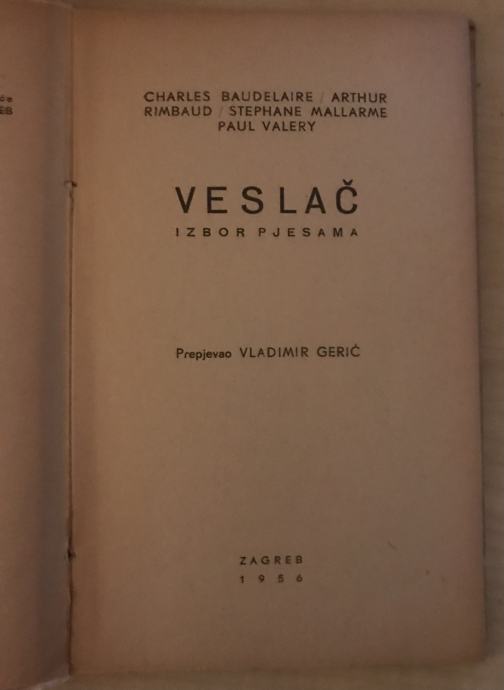 CHARLES BAUDELAIRE / ARTHUR
RIMBAUD / STEPHANE MALLARME
PAUL VALERY
VESLAČ
IZBOR PJESAMA
Prepjevao VLADIMIR GERIĆ
ZAGREB
1956